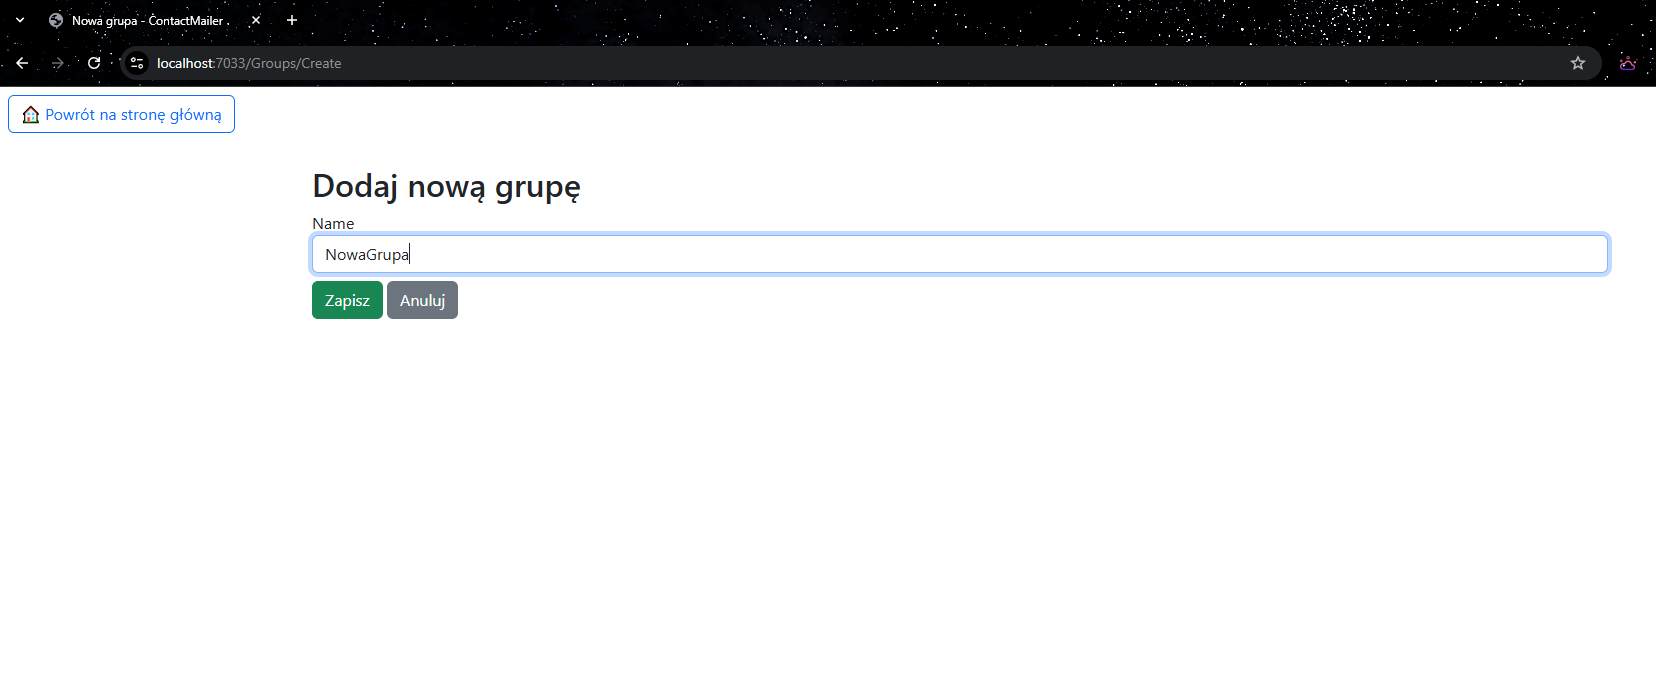 Nowa grupa - ContactMailer .
localhost:7033/Groups/Create
Powrót na stronę główną
Dodaj nową grupę
Name
NowaGrupa
Zapisz Anuluj